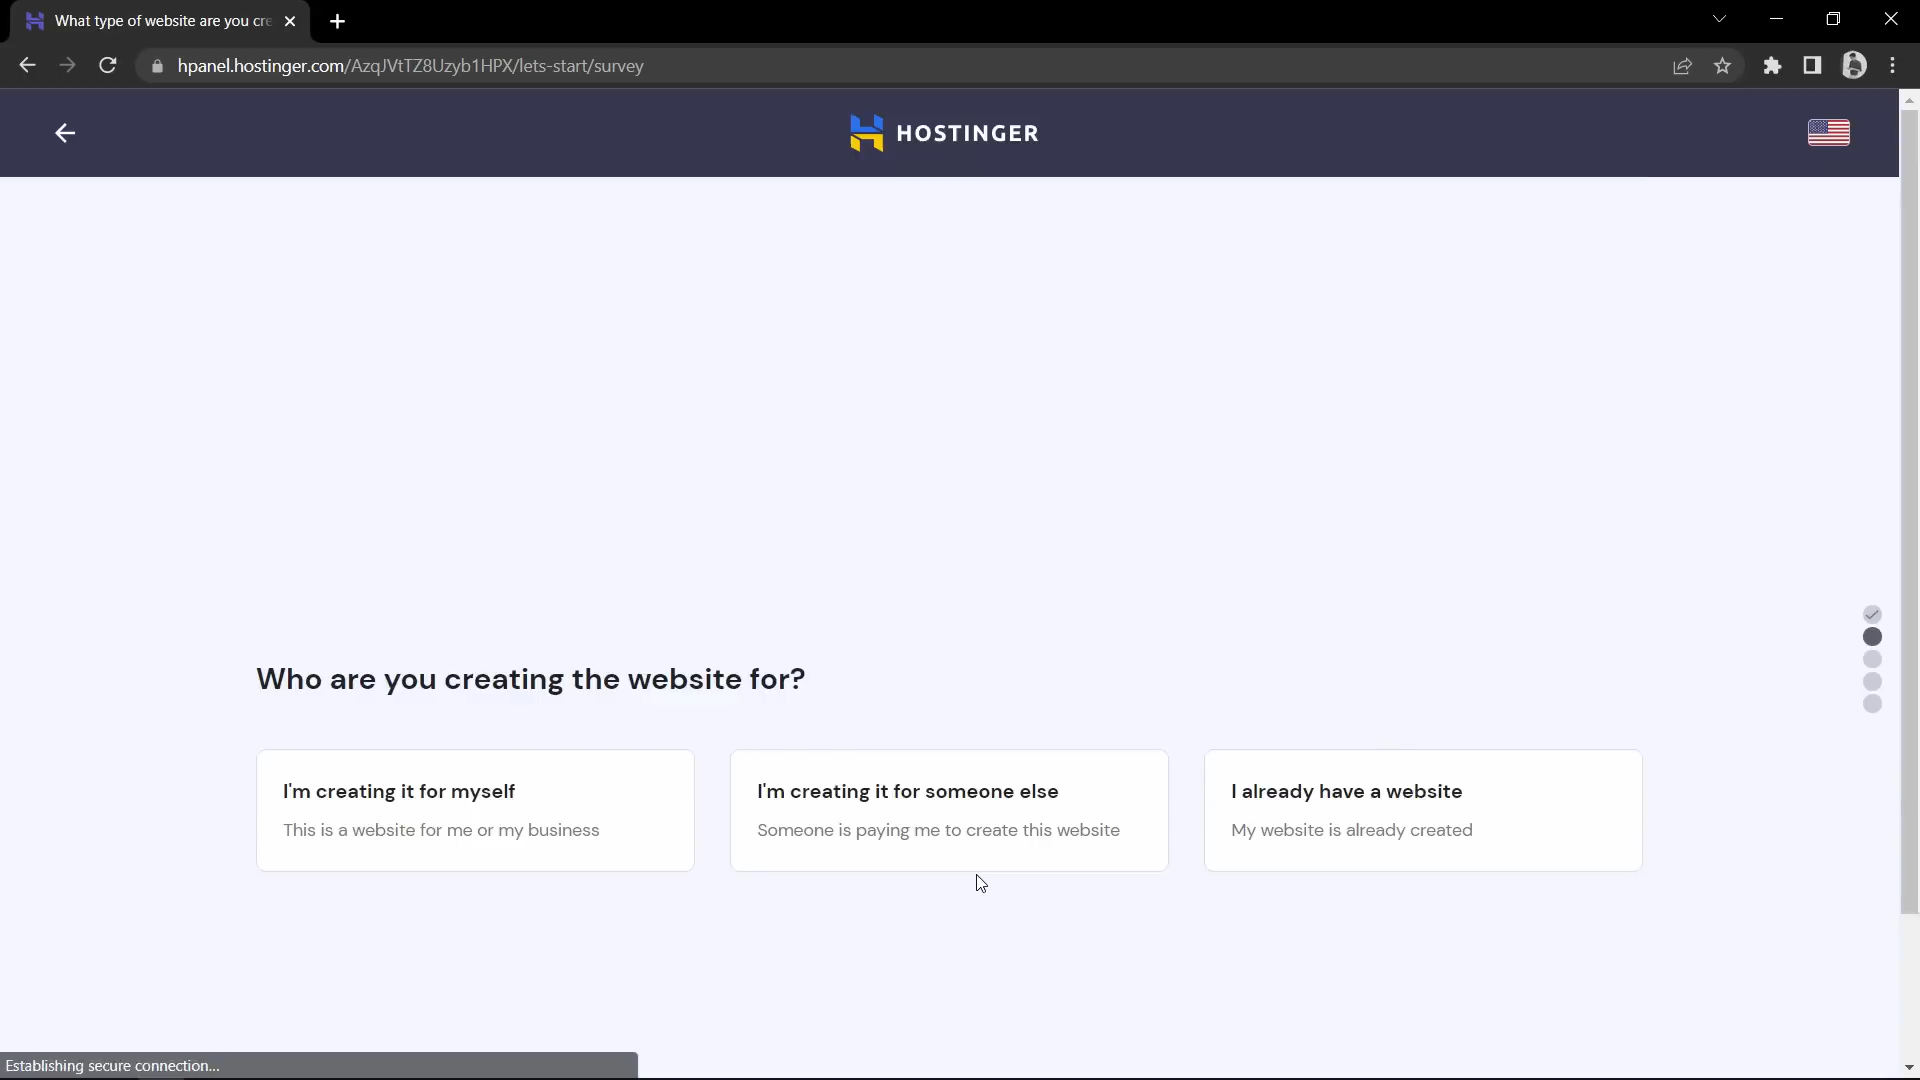 What type of website are you cre
hpanel.hostinger.com/AzqJVtTZ8Uzyb1HPX/lets-start/survey
HOSTINGER
Who are you creating the website for?
I'm creating it for myself
This is a website for me or my business
I'm creating it for someone else
Someone is paying me to create this website
I already have a website
My website is already created
Establishing secure connection...